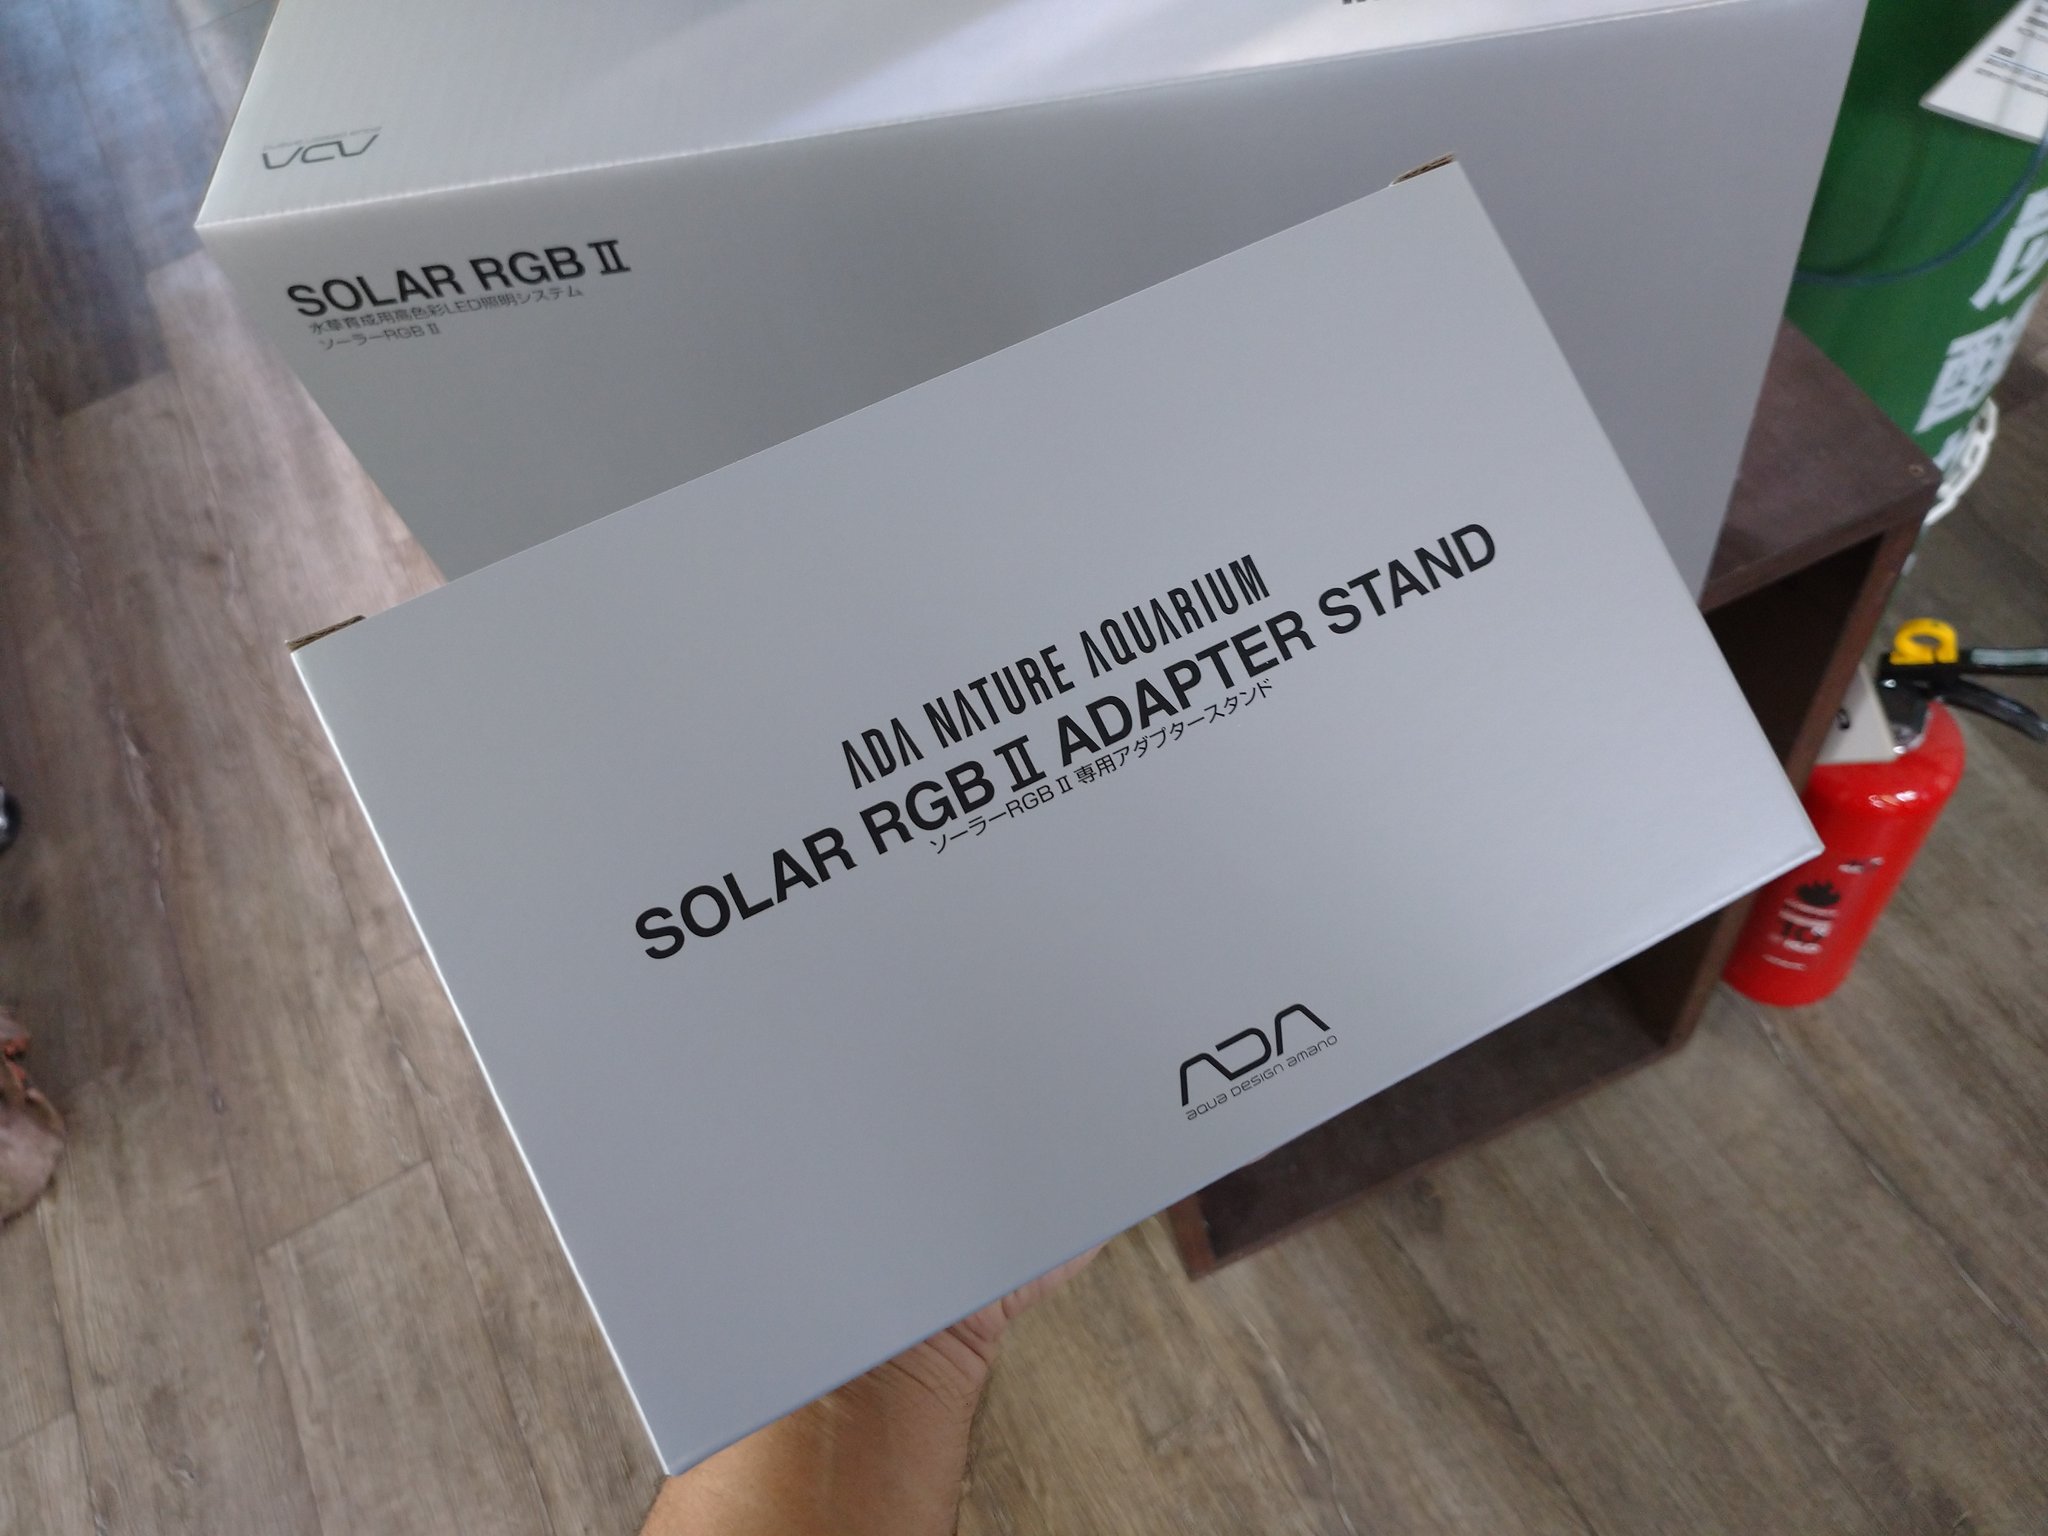 ADA
SOLAR RGB II
水草育成用高色彩LED照明システム
ソーラーRGB II
ADA NATURE AQUARIUM
SOLAR RGB II ADAPTER STAND
ソーラーRGB II 専用アダプタースタンド
ADA
aqua design amano